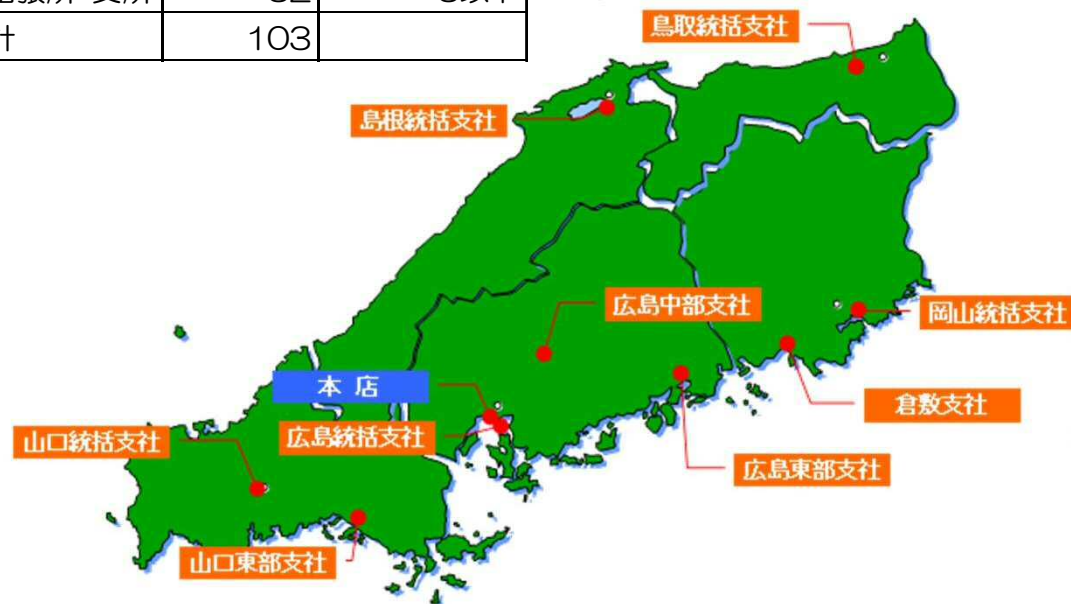 計
103
鳥取統括支社
島根統括支社
広島中部支社
岡山統括支社
本 店
倉敷支社
山口統括支社
広島統括支社
広島東部支社
山口東部支社